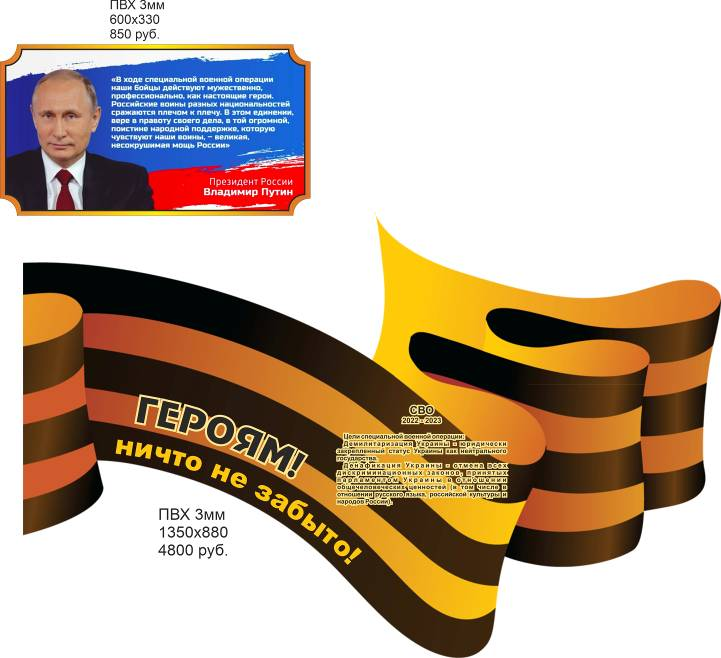 ПВХ 3мм
600х330
850 руб.
«В ходе специальной военной операции
наши бойцы действуют мужественно,
профессионально, как настоящие герои.
Российские воины разных национальностей
сражаются плечом к плечу. В этом единении,
вере в правоту своего дела, в той огромной,
поистине народной поддержке, которую
чувствуют наши воины, – великая,
несокрушимая мощь России»
Президент России
Владимир Путин
ГЕРОЯМ!
ничто не забыто!
СВО
2022 - 2023
Цели специальной военной операции:
Демилитаризация Украины - юридически
закрепленный статус Украины как нейтрального
государства
Денафикация Украины - отмена всех
дискриминационных законов, принятых
парламентом Украины в отношении
общечеловеческих ценностей (в том числе в
отношении русского языка, российской культуры и
народов России).
ПВХ 3мм
1350х880
4800 руб.